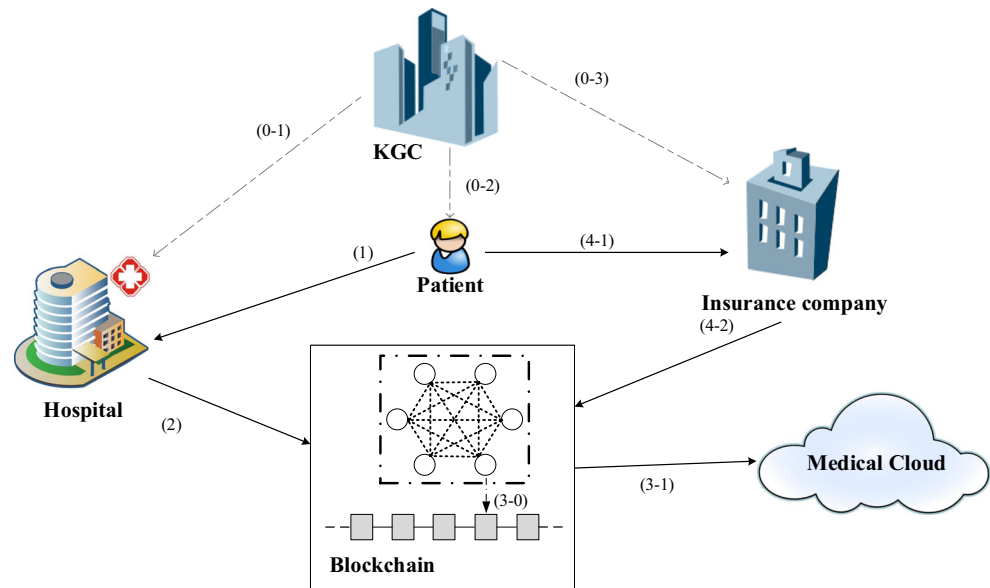 (0-3)
(0-1)
KGC
(0-2)
(1)
(4-1)
Patient
Insurance company
(4-2)
Hospital
(2)
Medical Cloud
(3-1)
(3-0)
Blockchain